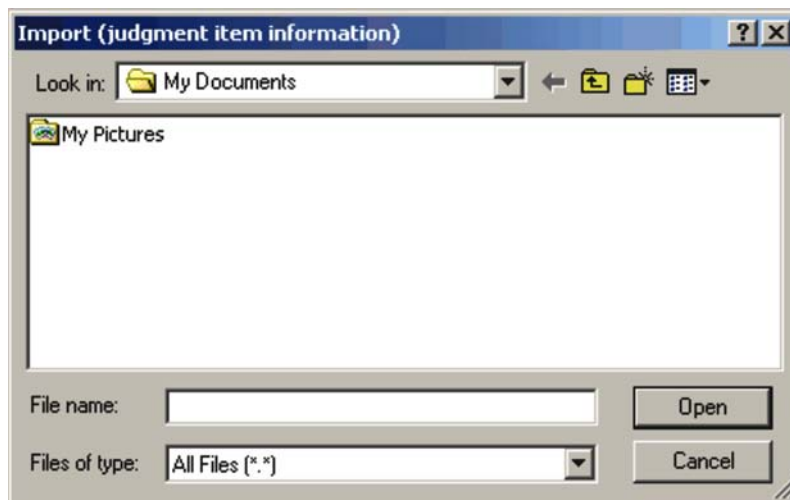 Import (judgment item information)
Look in: My Documents
My Pictures
File name:
Open
Files of type: All Files (*.*)
Cancel